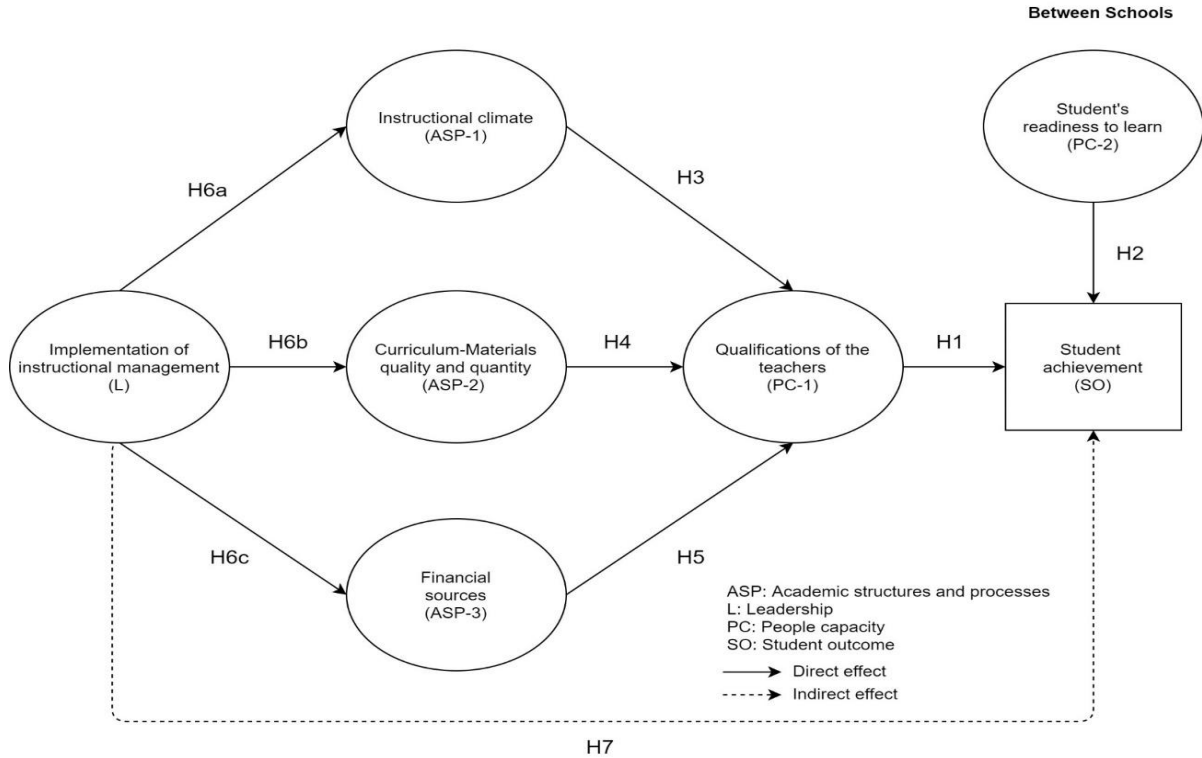 Between Schools
Instructional climate
(ASP-1)
Student's
readiness to learn
(PC-2)
H6a
H3
H2
Implementation of
instructional management
(L)
H6b
Curriculum-Materials
quality and quantity
(ASP-2)
H4
Qualifications of the
teachers
(PC-1)
H1
Student
achievement
(SO)
H6c
Financial
sources
(ASP-3)
H5
ASP: Academic structures and processes
L: Leadership
PC: People capacity
SO: Student outcome
Direct effect
Indirect effect
H7